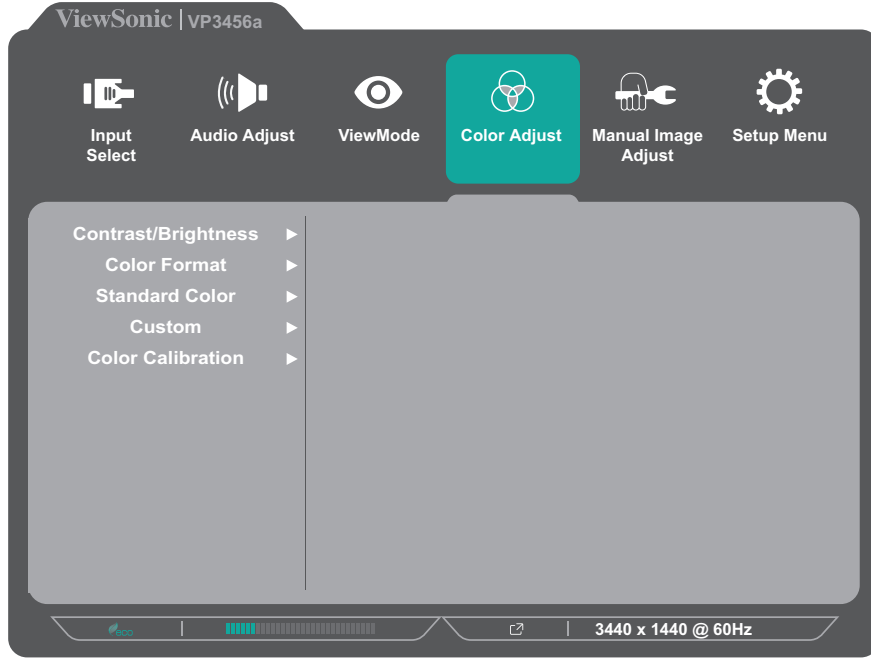 ViewSonic | VP3456a
Input
Select
Audio Adjust
ViewMode
Color Adjust
Manual Image
Adjust
Setup Menu
Contrast/Brightness
Color Format
Standard Color
Custom
Color Calibration
eco
3440 x 1440 @ 60Hz